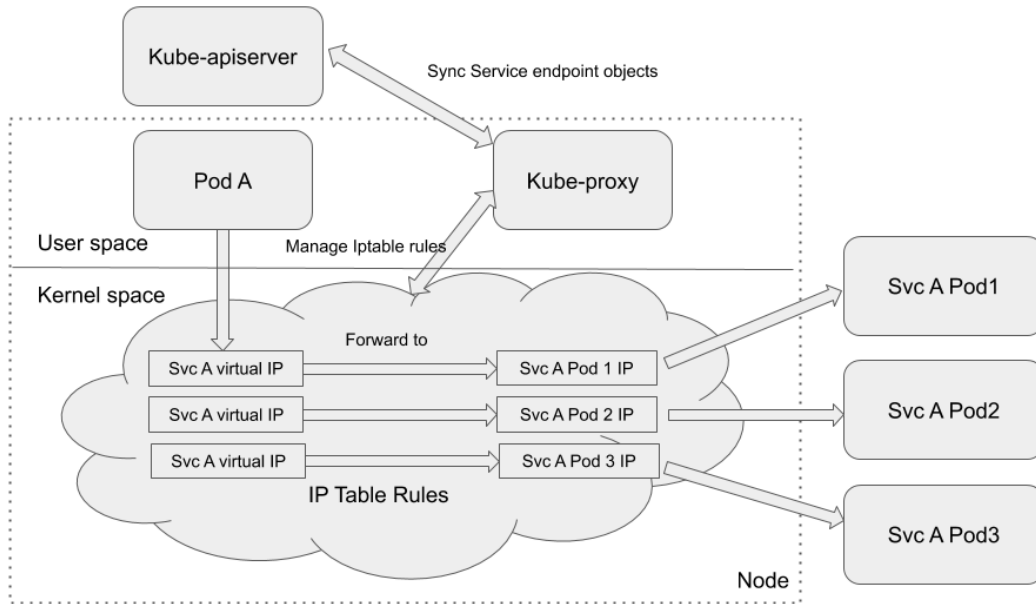 Kube-apiserver
Sync Service endpoint objects
Pod A
Kube-proxy
User space
Manage Iptable rules
Kernel space
Svc A Pod1
Forward to
Svc A virtual IP
Svc A Pod 1 IP
Svc A virtual IP
Svc A Pod 2 IP
Svc A Pod2
Svc A virtual IP
Svc A Pod 3 IP
IP Table Rules
Svc A Pod3
Node